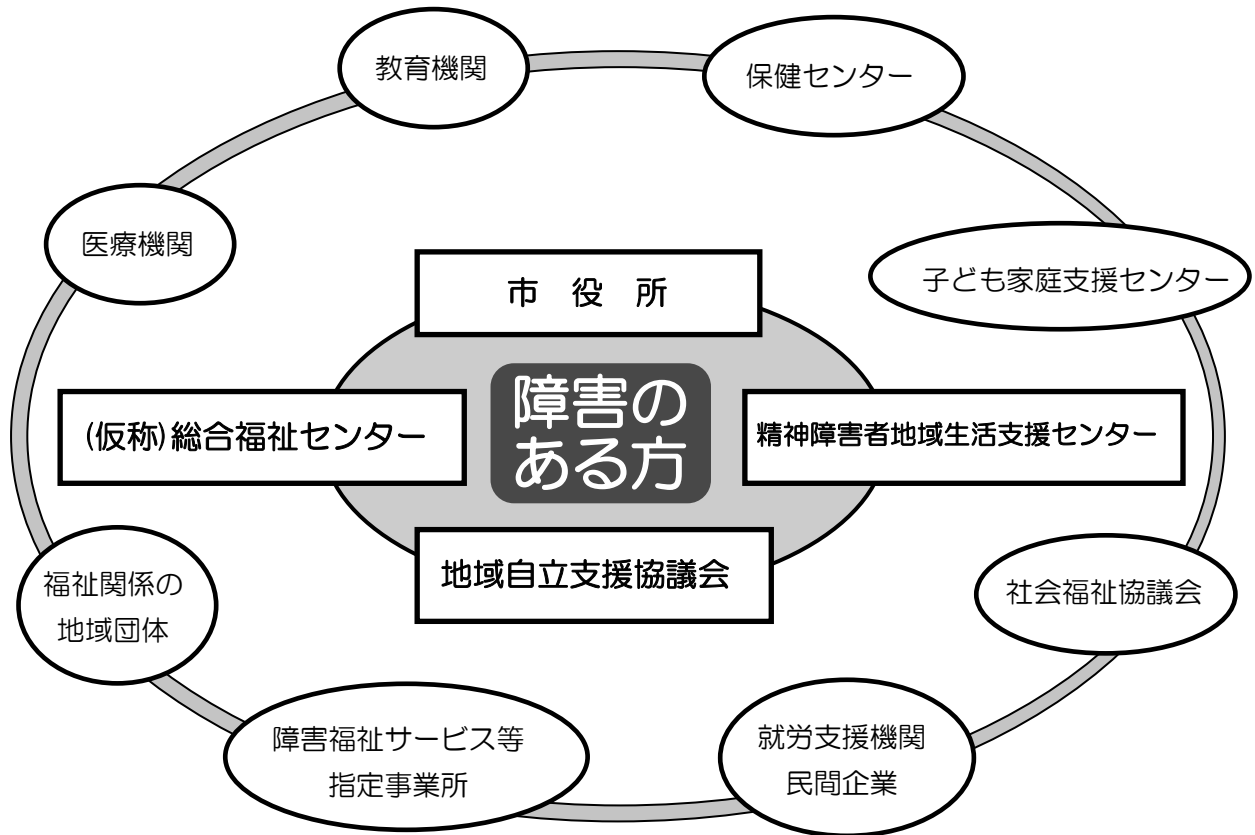 教育機関
保健センター
医療機関
子ども家庭支援センター
市 役 所
(仮称)総合福祉センター
障害の
ある方
精神障害者地域生活支援センター
地域自立支援協議会
福祉関係の
地域団体
社会福祉協議会
障害福祉サービス等
指定事業所
就労支援機関
民間企業